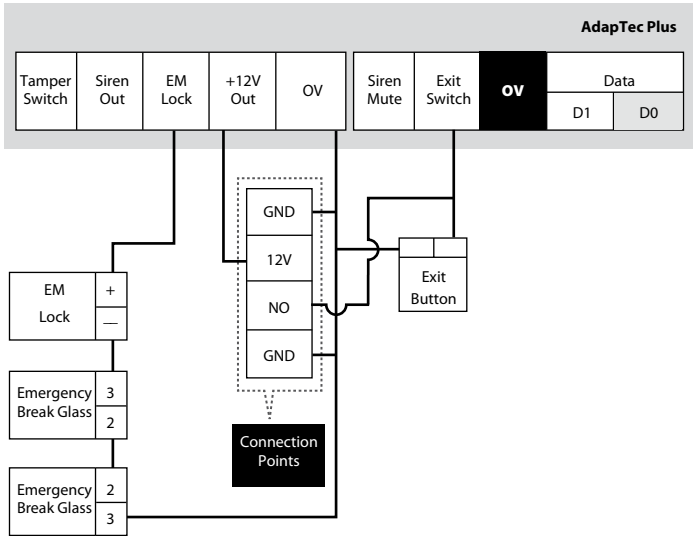 AdapTec Plus
Tamper
Switch
Siren
Out
EM
Lock
+12V
Out
OV
Siren
Mute
Exit
Switch
OV
Data
D1
D0
GND
12V
NO
GND
Exit
Button
EM
Lock
+
—
Emergency
Break Glass
3
2
Connection
Points
Emergency
Break Glass
2
3